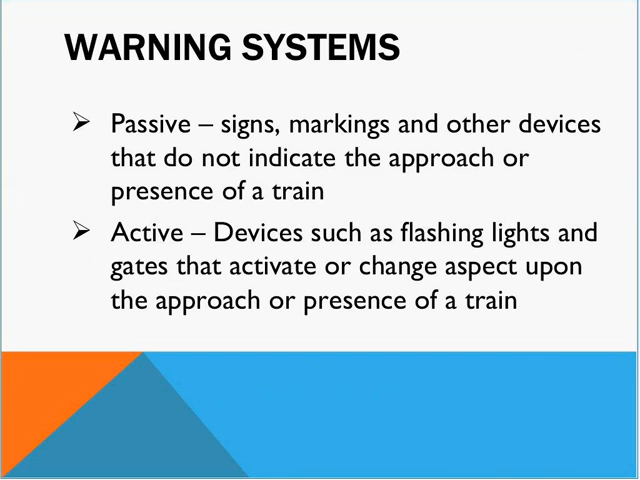 WARNING SYSTEMS
➢ Passive – signs, markings and other devices
that do not indicate the approach or
presence of a train
➢ Active – Devices such as flashing lights and
gates that activate or change aspect upon
the approach or presence of a train